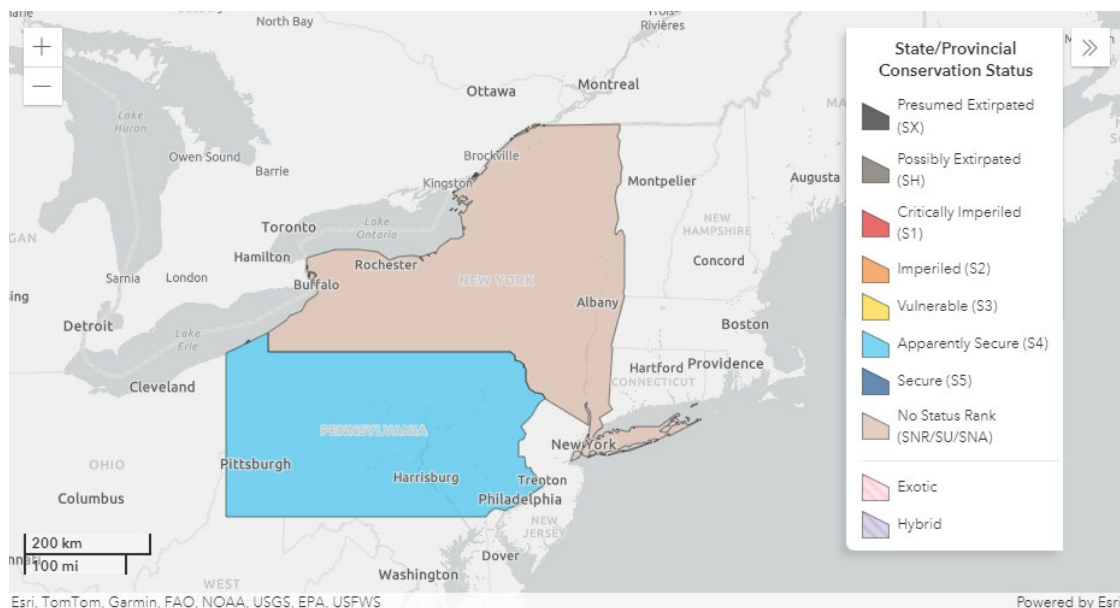 North Bay
Trois-
Rivières
Ottawa
Montreal
Lake
Huron
Owen Sound
Barrie
Brockville
Kingston
Montpelier
Augusta
Toronto
Lake
Ontario
NEW
HAMPSHIRE
GAN
Hamilton
Rochester
NEW YORK
Concord
Sarnia
London
Buffalo
Albany
sing
Detroit
Lake
Erie
Boston
Hartford
Providence
CONNECTICUT
Cleveland
PENNSYLVANIA
New York
OHIO
Pittsburgh
Harrisburg
Trenton
Columbus
Philadelphia
NEW
JERSEY
200 km
100 mi
Dover
WEST
Washington
State/Provincial
Conservation Status
Presumed Extirpated
(SX)
Possibly Extirpated
(SH)
Critically Imperiled
(S1)
Imperiled (S2)
Vulnerable (S3)
Apparently Secure (S4)
Secure (S5)
No Status Rank
(SNR/SU/SNA)
Exotic
Hybrid
Esri, TomTom, Garmin, FAO, NOAA, USGS, EPA, USFWS
Powered by Esri